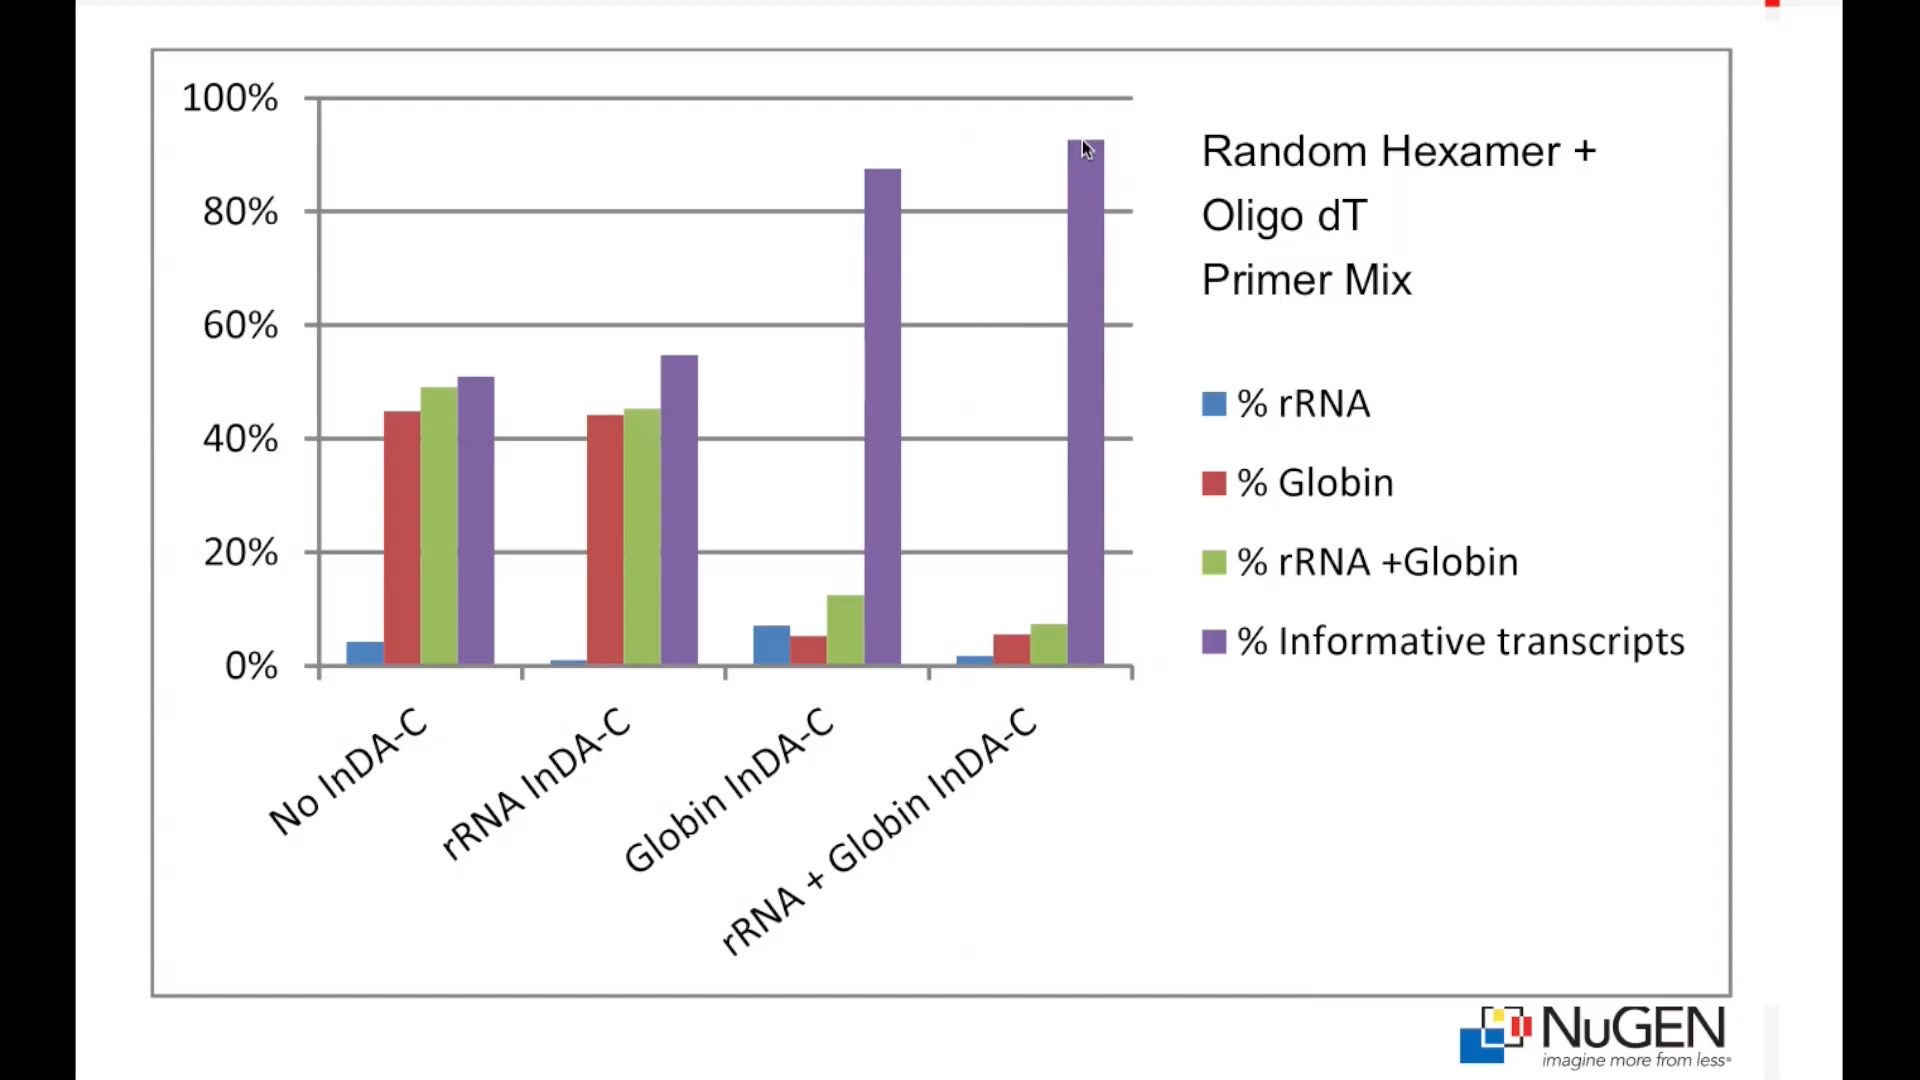 100%
80%
60%
40%
20%
0%
No InDA-C
rRNA InDA-C
Globin InDA-C
rRNA + Globin InDA-C
Random Hexamer +
Oligo dT
Primer Mix
% rRNA
% Globin
% rRNA +Globin
% Informative transcripts
NuGEN
imagine more from less